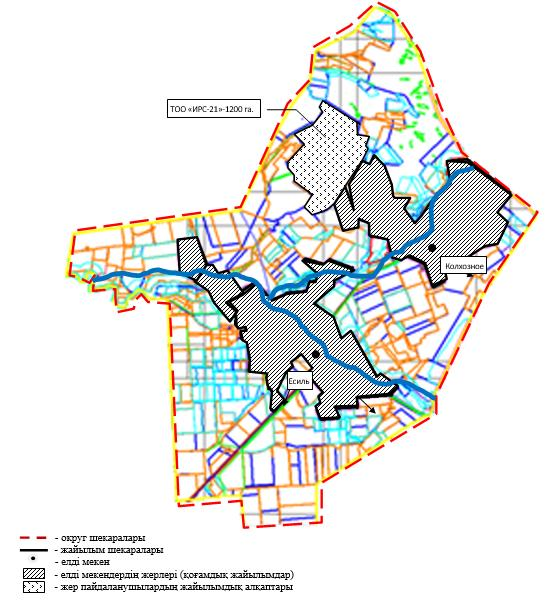 ТОО «ИРС-21»-1200 га.
Колхозное
Есиль
- округ шекаралары
- жайылым шекаралары
- елді мекен
- елді мекендердің жерлері (қоғамдық жайылымдар)
- жер пайдаланушылардың жайылымдық алқаптары